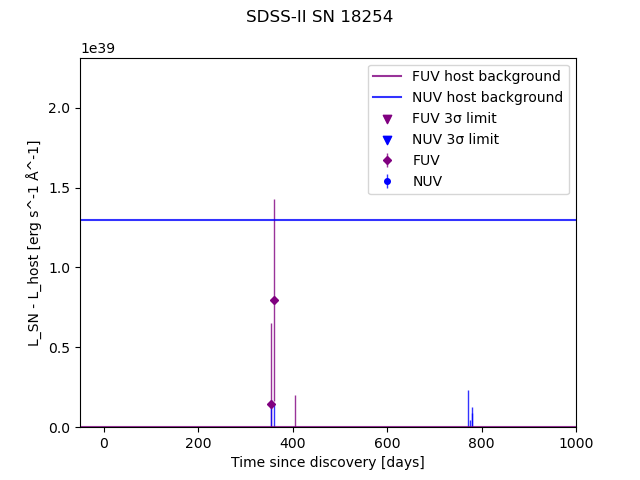 SDSS-II SN 18254
1e39
FUV host background
NUV host background
FUV 3σ limit
NUV 3σ limit
FUV
NUV
L_SN - L_host [erg s^-1 Å^-1]
2.0
1.5
1.0
0.5
0.0
0 200 400 600 800 1000
Time since discovery [days]